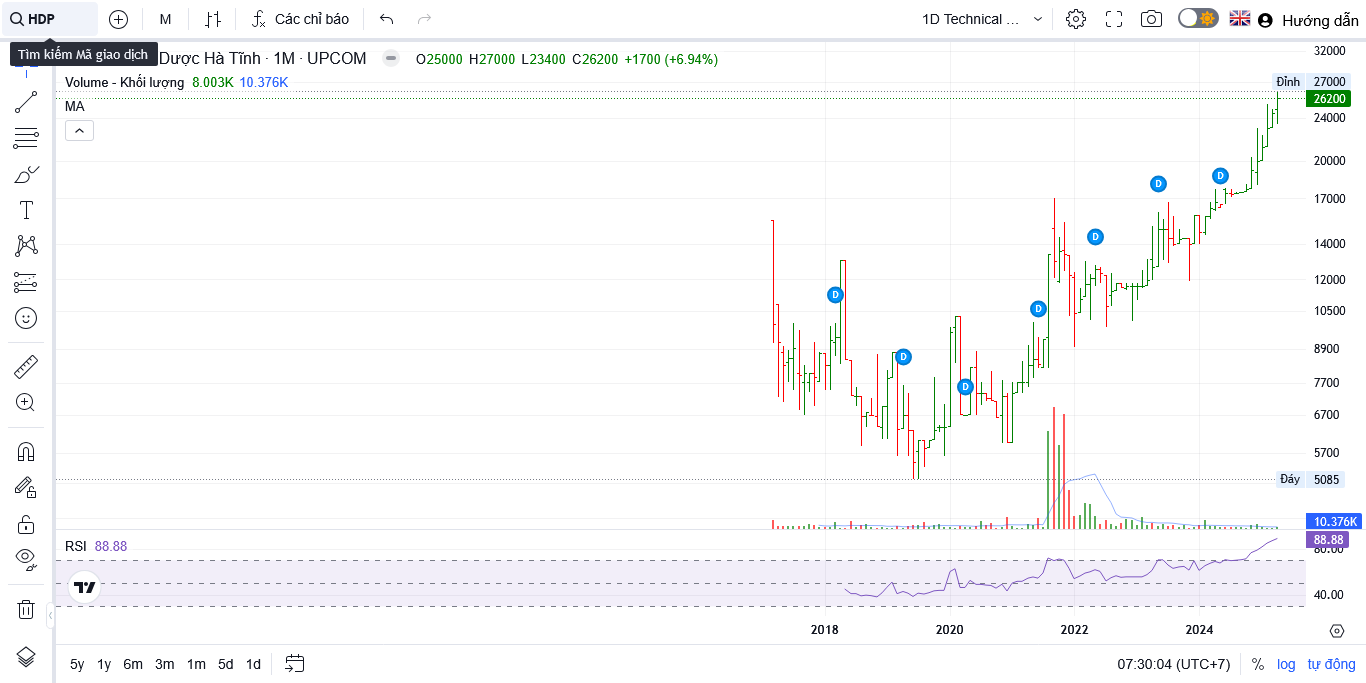 HDP M Các chỉ báo 1D Technical ... Hướng dẫn
Tìm kiếm Mã giao dịch
Dược Hà Tĩnh · 1M · UPCOM O25000 H27000 L23400 C26200 +1700 (+6.94%)
Volume - Khối lượng 8.003K 10.376K
MA
32000
Đỉnh 27000
26200
24000
20000
17000
14000
12000
10500
8900
7700
6700
5700
Đáy 5085
10.376K
D
D
D
D
D
D
D
RSI 88.88
88.88
80.00
40.00
2018 2020 2022 2024
5y 1y 6m 3m 1m 5d 1d 07:30:04 (UTC+7) % log tự động